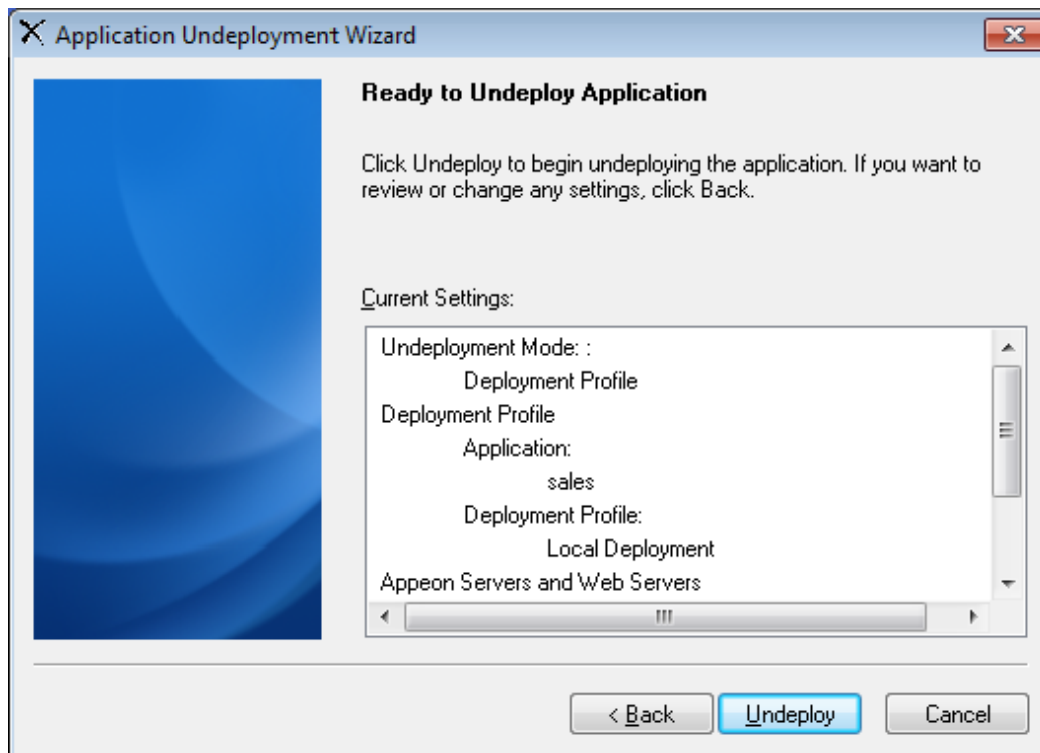 Application Undeployment Wizard
Ready to Undeploy Application
Click Undeploy to begin undeploying the application. If you want to
review or change any settings, click Back.
Current Settings:
Undeployment Mode: :
Deployment Profile
Deployment Profile
Application:
sales
Deployment Profile:
Local Deployment
Appeon Servers and Web Servers
< Back
Undeploy
Cancel